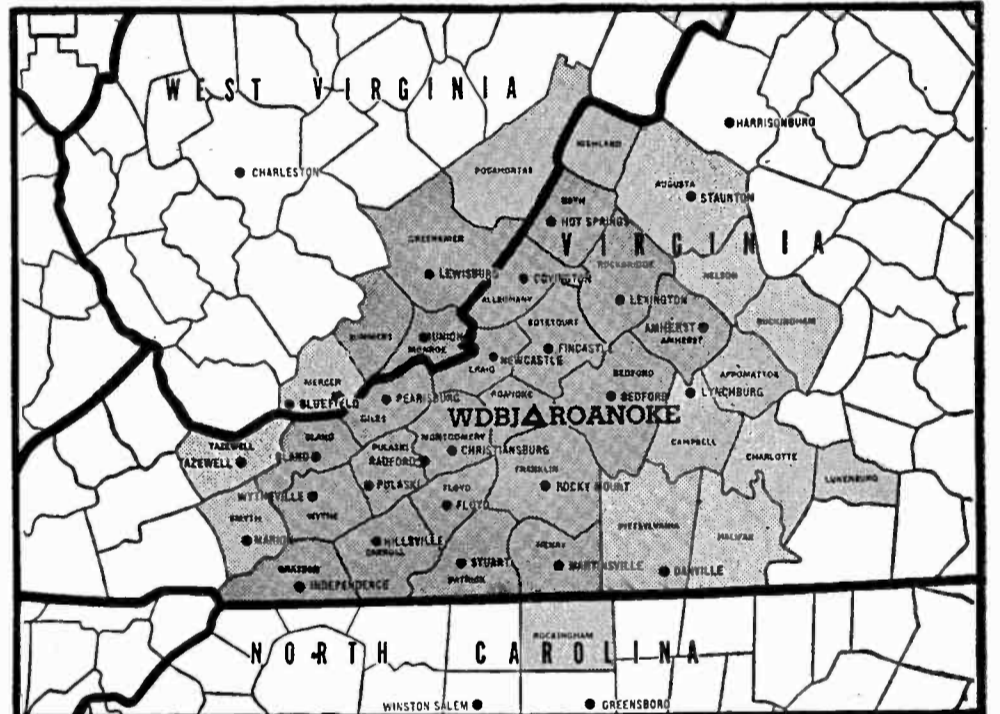 WEST VIRGINIA
HARRISONBURG
HIGHLAND
CHARLESTON
POCAHONTAS
AUGUSTA
STAUNTON
BATH
HOT SPRINGS
VIRGINIA
GREENBRIER
ROCKBRIDGE
LEWISBURG
COVINGTON
NELSON
ALLEGHANY
LEXINGTON
BOTETOURT
AMHERST
AMHERST
BUCKINGHAM
SUMMERS
UNION
MONROE
NEWCASTLE
CRAIG
FINCASTLE
BEDFORD
APPOMATTOX
MERCER
BLUEFIELD
PEARISBURG
ROANOKE
BEDFORD
LYNCHBURG
GILES
WDBJ ROANOKE
TAZEWELL
TAZEWELL
BLAND
BLAND
PULASKI
RADFORD
MONTGOMERY
CHRISTIANSBURG
CAMPBELL
CHARLOTTE
FRANKLIN
LUNENBURG
WYTHEVILLE
PULASKI
FLOYD
FLOYD
ROCKY MOUNT
SMYTH
WYTHE
PITTSYLVANIA
HALIFAX
MARION
HILLSVILLE
CARROLL
HENRY
GRAYSON
INDEPENDENCE
STUART
PATRICK
MARTINSVILLE
DANVILLE
ROCKINGHAM
NORTH CAROLINA
WINSTON SALEM
GREENSBORO